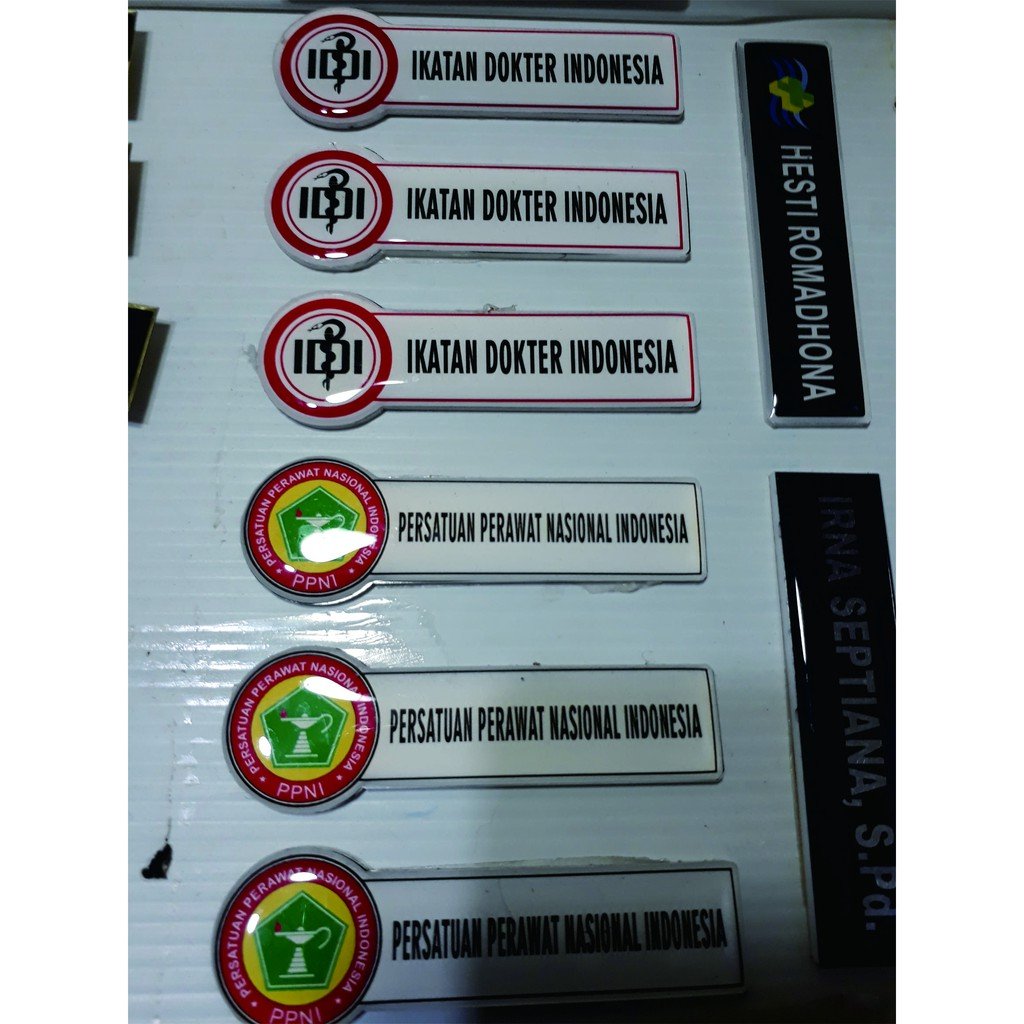 IDI
IKATAN DOKTER INDONESIA
IDI
IKATAN DOKTER INDONESIA
IDI
IKATAN DOKTER INDONESIA
PERSATUAN PERAWAT NASIONAL INDONESIA
PPNI
PERSATUAN PERAWAT NASIONAL INDONESIA
PERSATUAN PERAWAT NASIONAL INDONESIA
PPNI
PERSATUAN PERAWAT NASIONAL INDONESIA
PERSATUAN PERAWAT NASIONAL INDONESIA
PPNI
PERSATUAN PERAWAT NASIONAL INDONESIA
HESTI ROMADHONA
IRNA SEPTIANA, S.Pd.